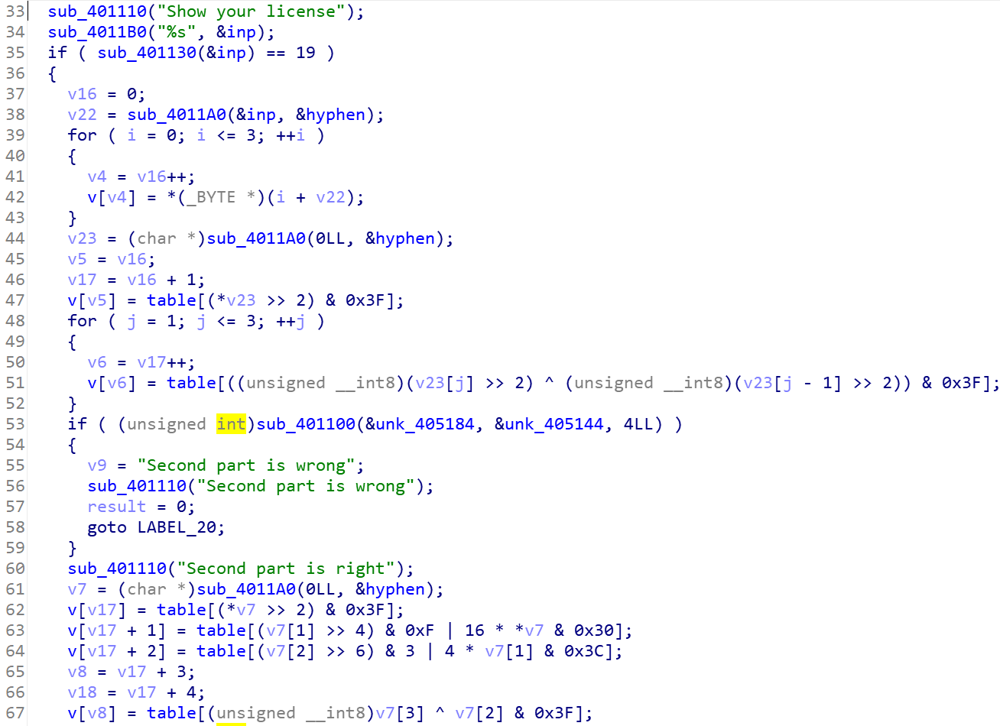 33 sub_401110("Show your license");
34 sub_4011B0("%s", &inp);
35 if ( sub_401130(&inp) == 19 )
36 {
37 v16 = 0;
38 v22 = sub_4011A0(&inp, &hyphen);
39 for ( i = 0; i <= 3; ++i )
40 {
41 v4 = v16++;
42 v[v4] = *(_BYTE *)(i + v22);
43 }
44 v23 = (char *)sub_4011A0(0LL, &hyphen);
45 v5 = v16;
46 v17 = v16 + 1;
47 v[v5] = table[(*v23 >> 2) & 0x3F];
48 for ( j = 1; j <= 3; ++j )
49 {
50 v6 = v17++;
51 v[v6] = table[((unsigned __int8)(v23[j] >> 2) ^ (unsigned __int8)(v23[j - 1] >> 2)) & 0x3F];
52 }
53 if ( (unsigned int)sub_401100(&unk_405184, &unk_405144, 4LL) )
54 {
55 v9 = "Second part is wrong";
56 sub_401110("Second part is wrong");
57 result = 0;
58 goto LABEL_20;
59 }
60 sub_401110("Second part is right");
61 v7 = (char *)sub_4011A0(0LL, &hyphen);
62 v[v17] = table[(*v7 >> 2) & 0x3F];
63 v[v17 + 1] = table[(v7[1] >> 4) & 0xF | 16 * *v7 & 0x30];
64 v[v17 + 2] = table[(v7[2] >> 6) & 3 | 4 * v7[1] & 0x3C];
65 v8 = v17 + 3;
66 v18 = v17 + 4;
67 v[v8] = table[(unsigned __int8)v7[3] ^ v7[2] & 0x3F];